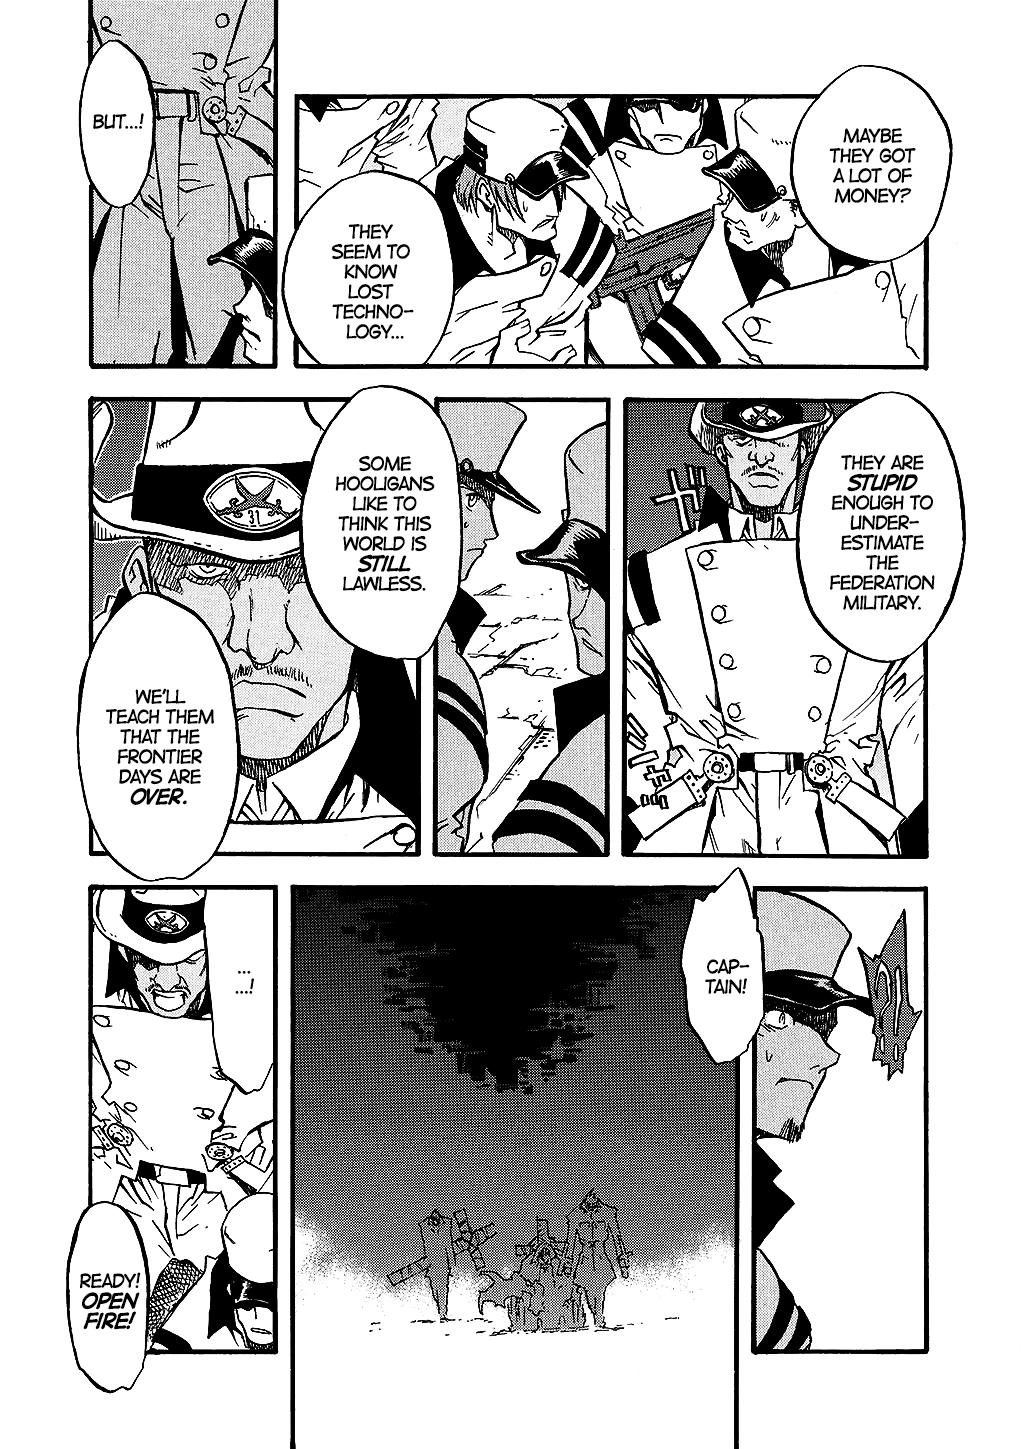 MAYBE
THEY GOT
A LOT OF
MONEY?
THEY
SEEM TO
KNOW
LOST
TECHNO-
LOGY...
BUT...!
THEY ARE
STUPID
ENOUGH TO
UNDER-
ESTIMATE
THE
FEDERATION
MILITARY.
SOME
HOOLIGANS
LIKE TO
THINK THIS
WORLD IS
STILL
LAWLESS.
31
WE'LL
TEACH THEM
THAT THE
FRONTIER
DAYS ARE
OVER.
CAP-
TAIN!
...
...!
READY!
OPEN
FIRE!